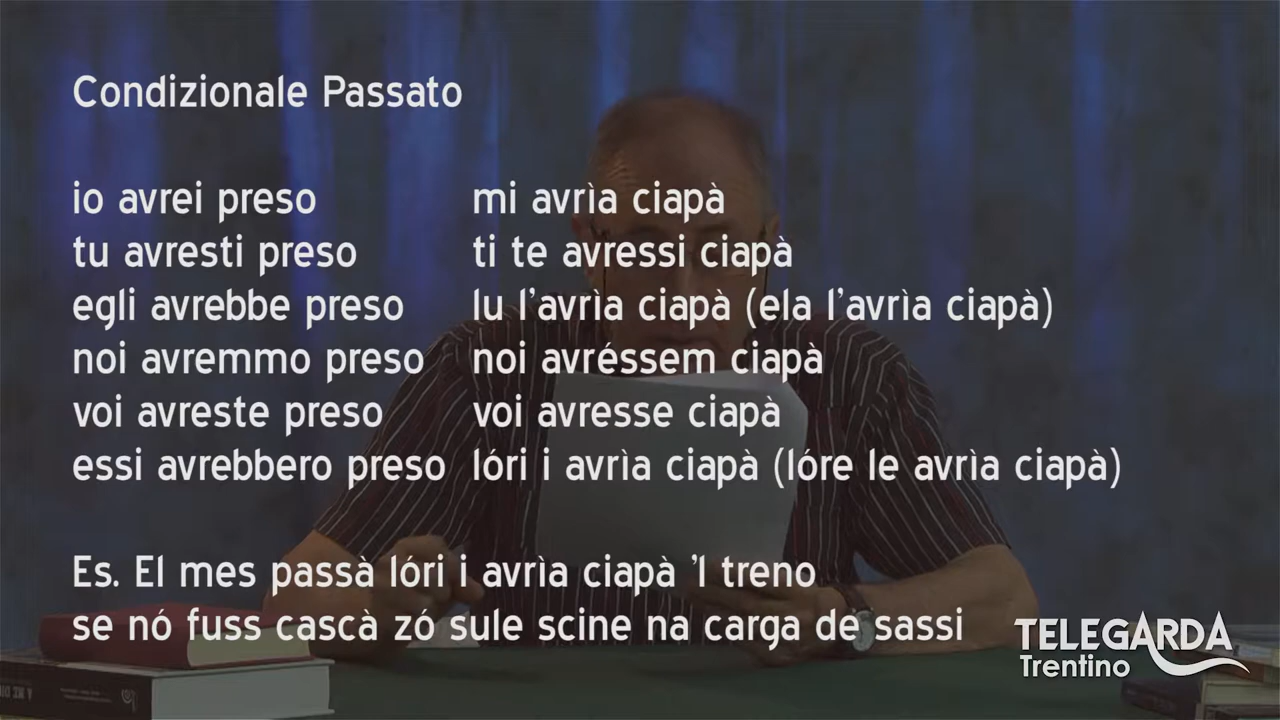 Condizionale Passato
io avrei preso mi avrìa ciapà
tu avresti preso ti te avressi ciapà
egli avrebbe preso lu l'avrìa ciapà (ela l'avrìa ciapà)
noi avremmo preso noi avréssem ciapà
voi avreste preso voi avresse ciapà
essi avrebbero preso lóri i avrìa ciapà (lóre le avrìa ciapà)
Es. El mes passà lóri i avrìa ciapà 'l treno
se nó fuss cascà zó sule scine na carga de sassi
TELEGARDA
Trentino